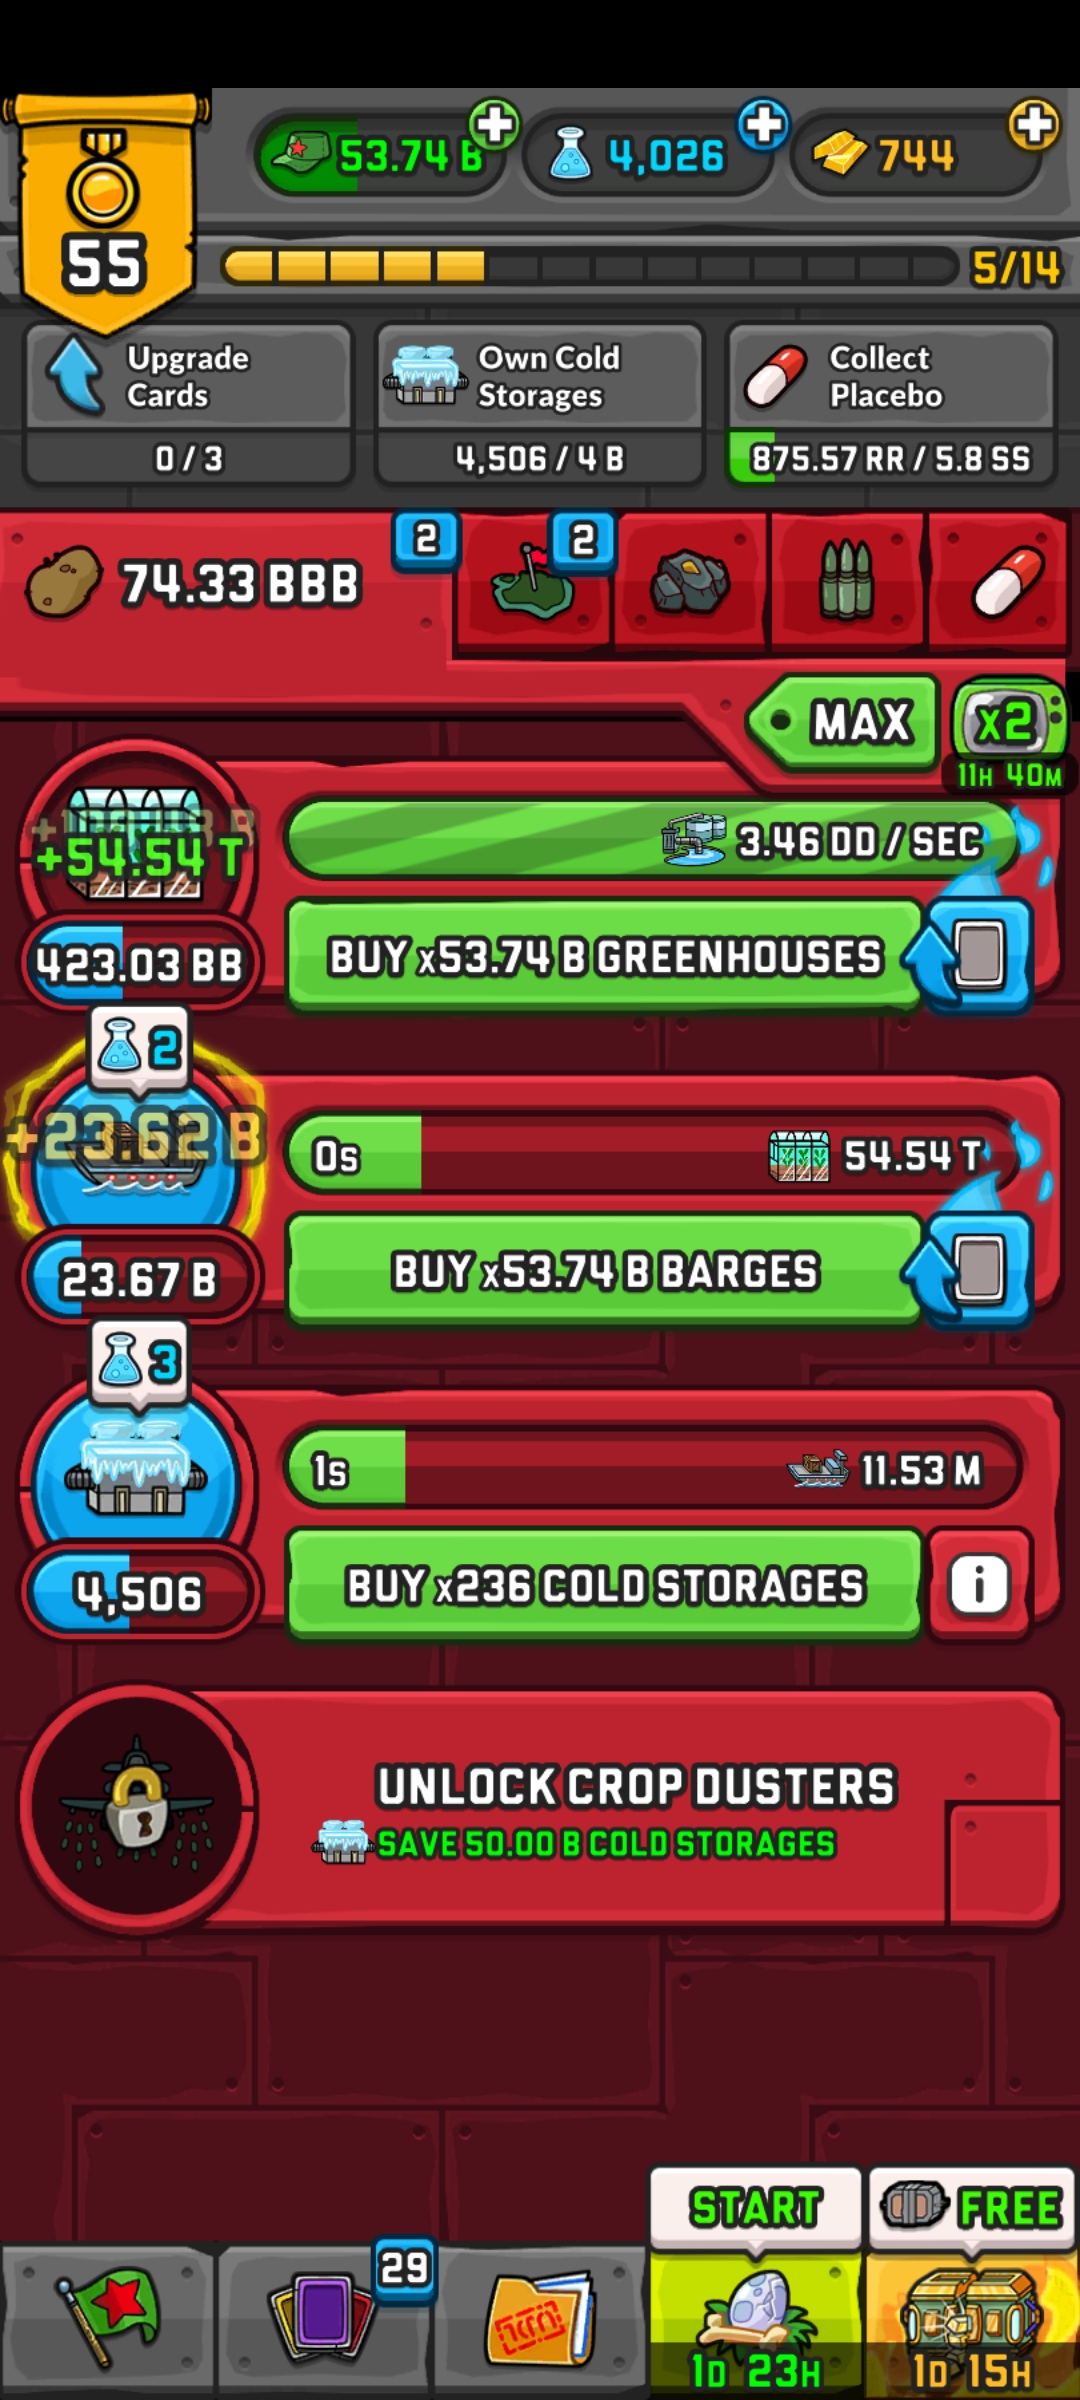 55
53.74 B
4,026
744
5/14
Upgrade
Cards
0 / 3
Own Cold
Storages
4,506 / 4 B
Collect
Placebo
875.57 RR / 5.8 SS
74.33 BBB
2
2
MAX
x2
11H 40M
+54.54 T
3.46 DD / SEC
423.03 BB
BUY x53.74 B GREENHOUSES
2
+23.62 B
0s
54.54 T
23.67 B
BUY x53.74 B BARGES
3
1s
11.53 M
4,506
BUY x236 COLD STORAGES
i
UNLOCK CROP DUSTERS
SAVE 50.00 B COLD STORAGES
START
FREE
29
1D 23H
1D 15H